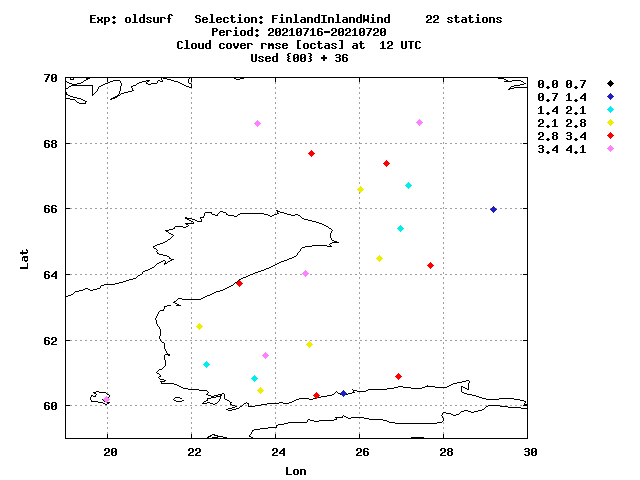 Exp: oldsurf   Selection: FinlandInlandWind     22 stations
Period: 20210716-20210720
Cloud cover rmse [octas] at  12 UTC
Used {00} + 36
70
68
66
64
62
60
Lat
20 22 24 26 28 30
Lon
0.0 0.7
0.7 1.4
1.4 2.1
2.1 2.8
2.8 3.4
3.4 4.1